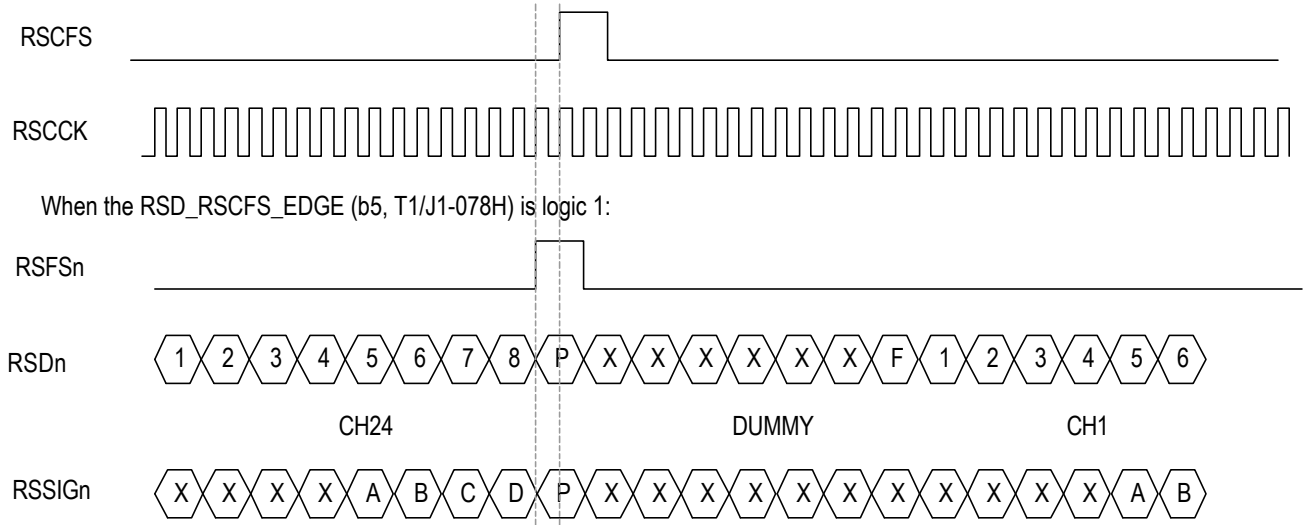 RSCFS
RSCCK
When the RSD_RSCFS_EDGE (b5, T1/J1-078H) is logic 1:
RSFSn
RSDn 1 2 3 4 5 6 7 8 P X X X X X X F 1 2 3 4 5 6
CH24 DUMMY CH1
RSSIGn X X X X A B C D P X X X X X X X X X X X A B